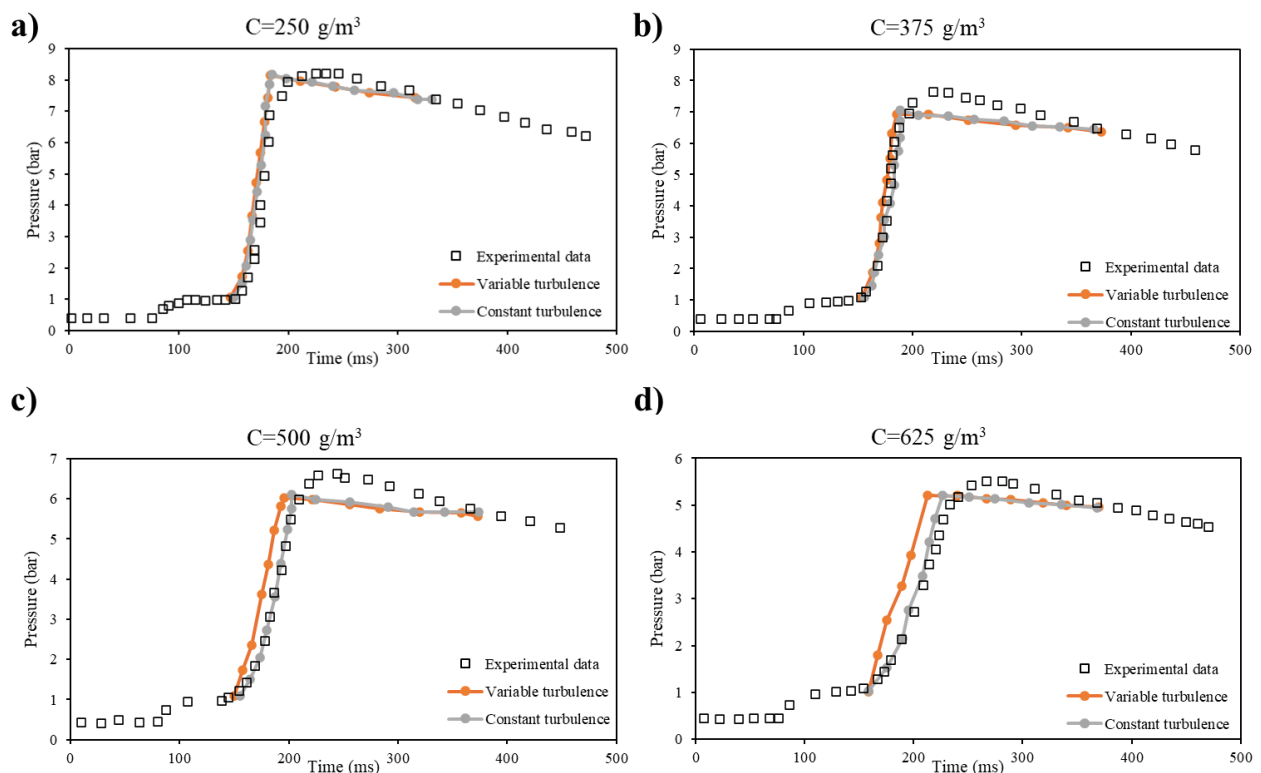 a)
C=250 g/m³
9
8
7
6
5
4
3
2
1
0
Pressure (bar)
0 100 200 300 400 500
Time (ms)
Experimental data
Variable turbulence
Constant turbulence
b)
C=375 g/m³
9
8
7
6
5
4
3
2
1
0
Pressure (bar)
0 100 200 300 400 500
Time (ms)
Experimental data
Variable turbulence
Constant turbulence
c)
C=500 g/m³
7
6
5
4
3
2
1
0
Pressure (bar)
0 100 200 300 400 500
Time (ms)
Experimental data
Variable turbulence
Constant turbulence
d)
C=625 g/m³
6
5
4
3
2
1
0
Pressure (bar)
0 100 200 300 400 500
Time (ms)
Experimental data
Variable turbulence
Constant turbulence